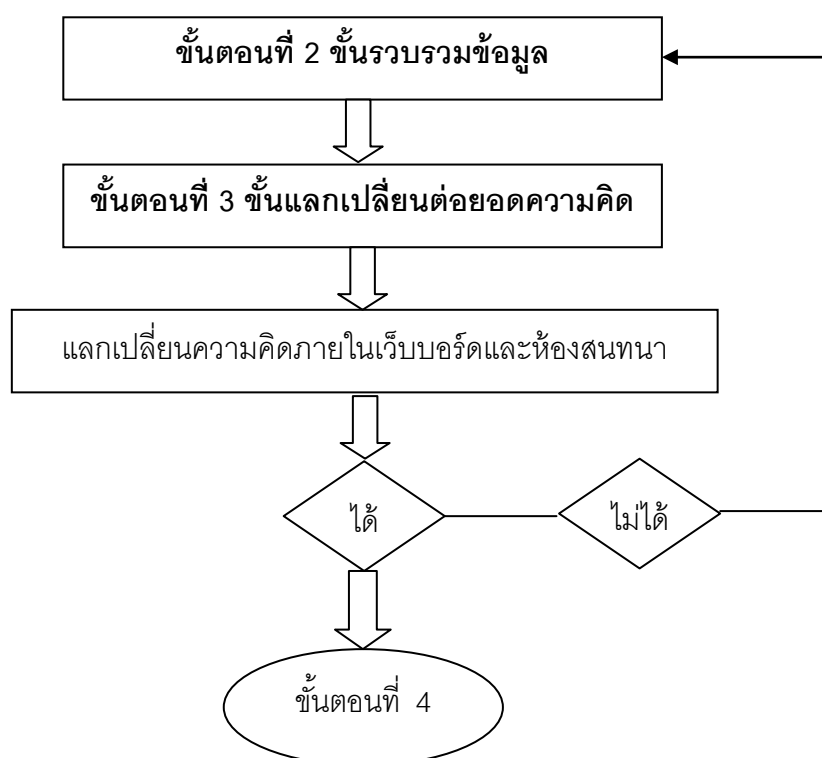 ขั้นตอนที่ 2 ขั้นรวบรวมข้อมูล
ขั้นตอนที่ 3 ขั้นแลกเปลี่ยนต่อยอดความคิด
แลกเปลี่ยนความคิดภายในเว็บบอร์ดและห้องสนทนา
ได้
ไม่ได้
ขั้นตอนที่ 4